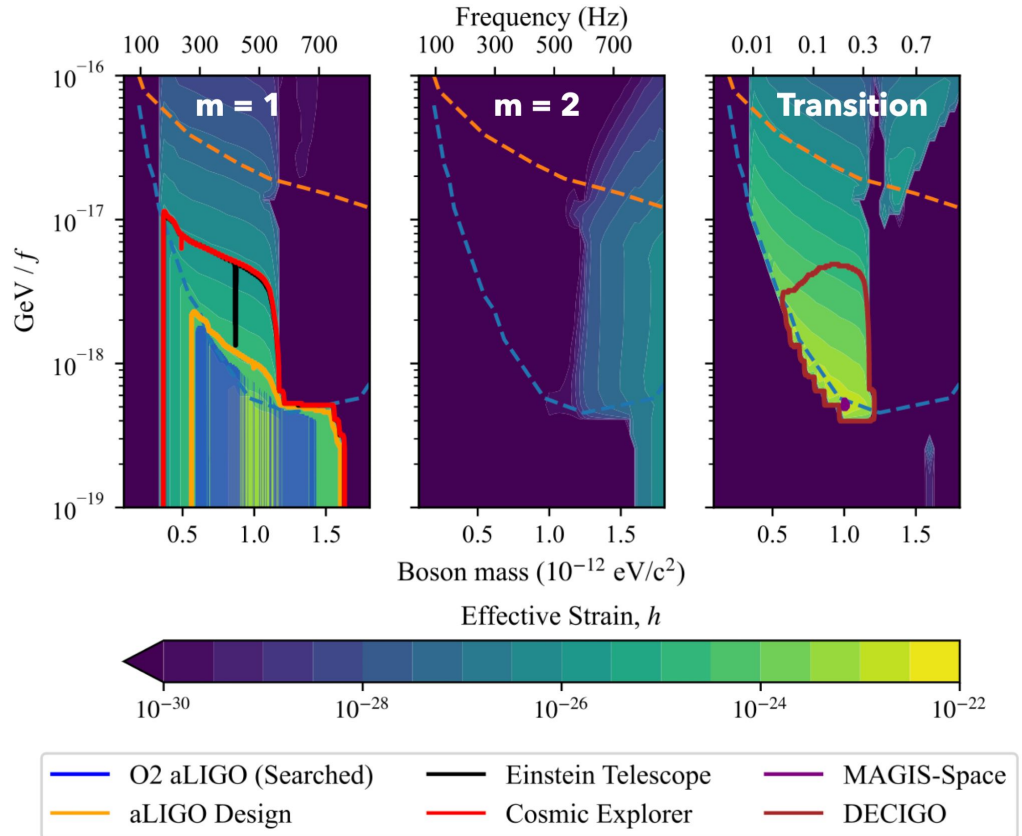 Frequency (Hz)
100 300 500 700
100 300 500 700
0.01 0.1 0.3 0.7
m = 1
m = 2
Transition
GeV / f
10⁻¹⁶
10⁻¹⁷
10⁻¹⁸
10⁻¹⁹
0.5 1.0 1.5
0.5 1.0 1.5
0.5 1.0 1.5
Boson mass (10⁻¹² eV/c²)
Effective Strain, h
10⁻³⁰ 10⁻²⁸ 10⁻²⁶ 10⁻²⁴ 10⁻²²
O2 aLIGO (Searched)
aLIGO Design
Einstein Telescope
Cosmic Explorer
MAGIS-Space
DECIGO